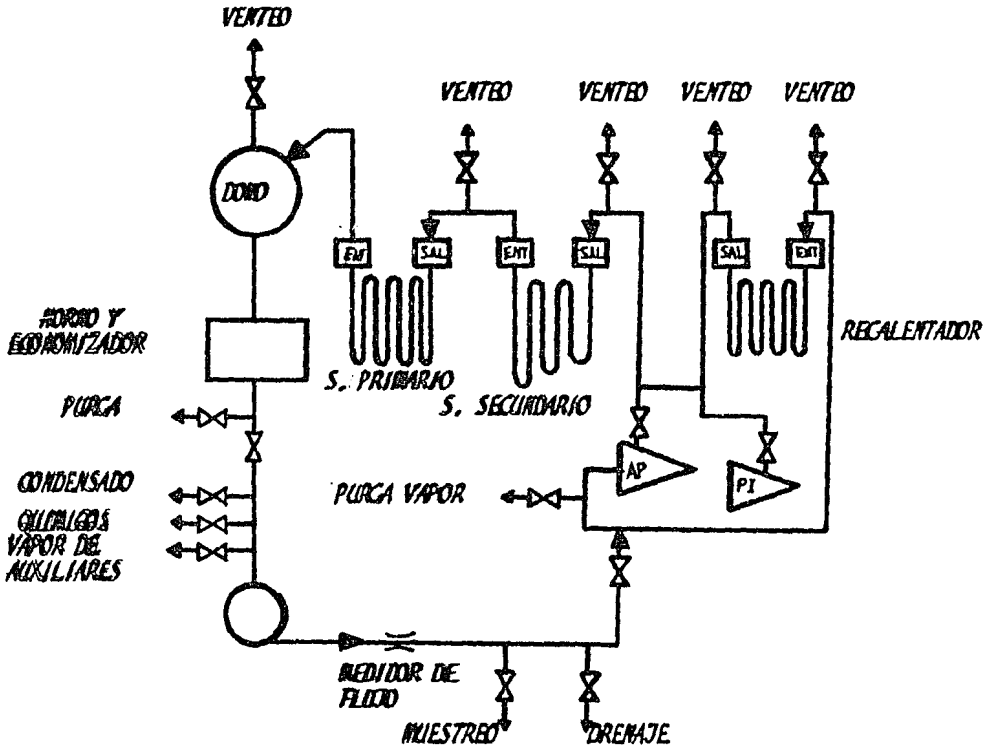 VENTEO
VENTEO VENTEO VENTEO VENTEO
DOMO
ENT SAL ENT SAL SAL ENT
HORNO Y
ECONOMIZADOR
RECALENTADOR
S. PRIMARIO
S. SECUNDARIO
PURGA
AP
PI
CONDENSADO
PURGA VAPOR
QUIMICOS
VAPOR DE
AUXILIARES
MEDIDOR DE
FLUJO
MUESTREO DRENAJE